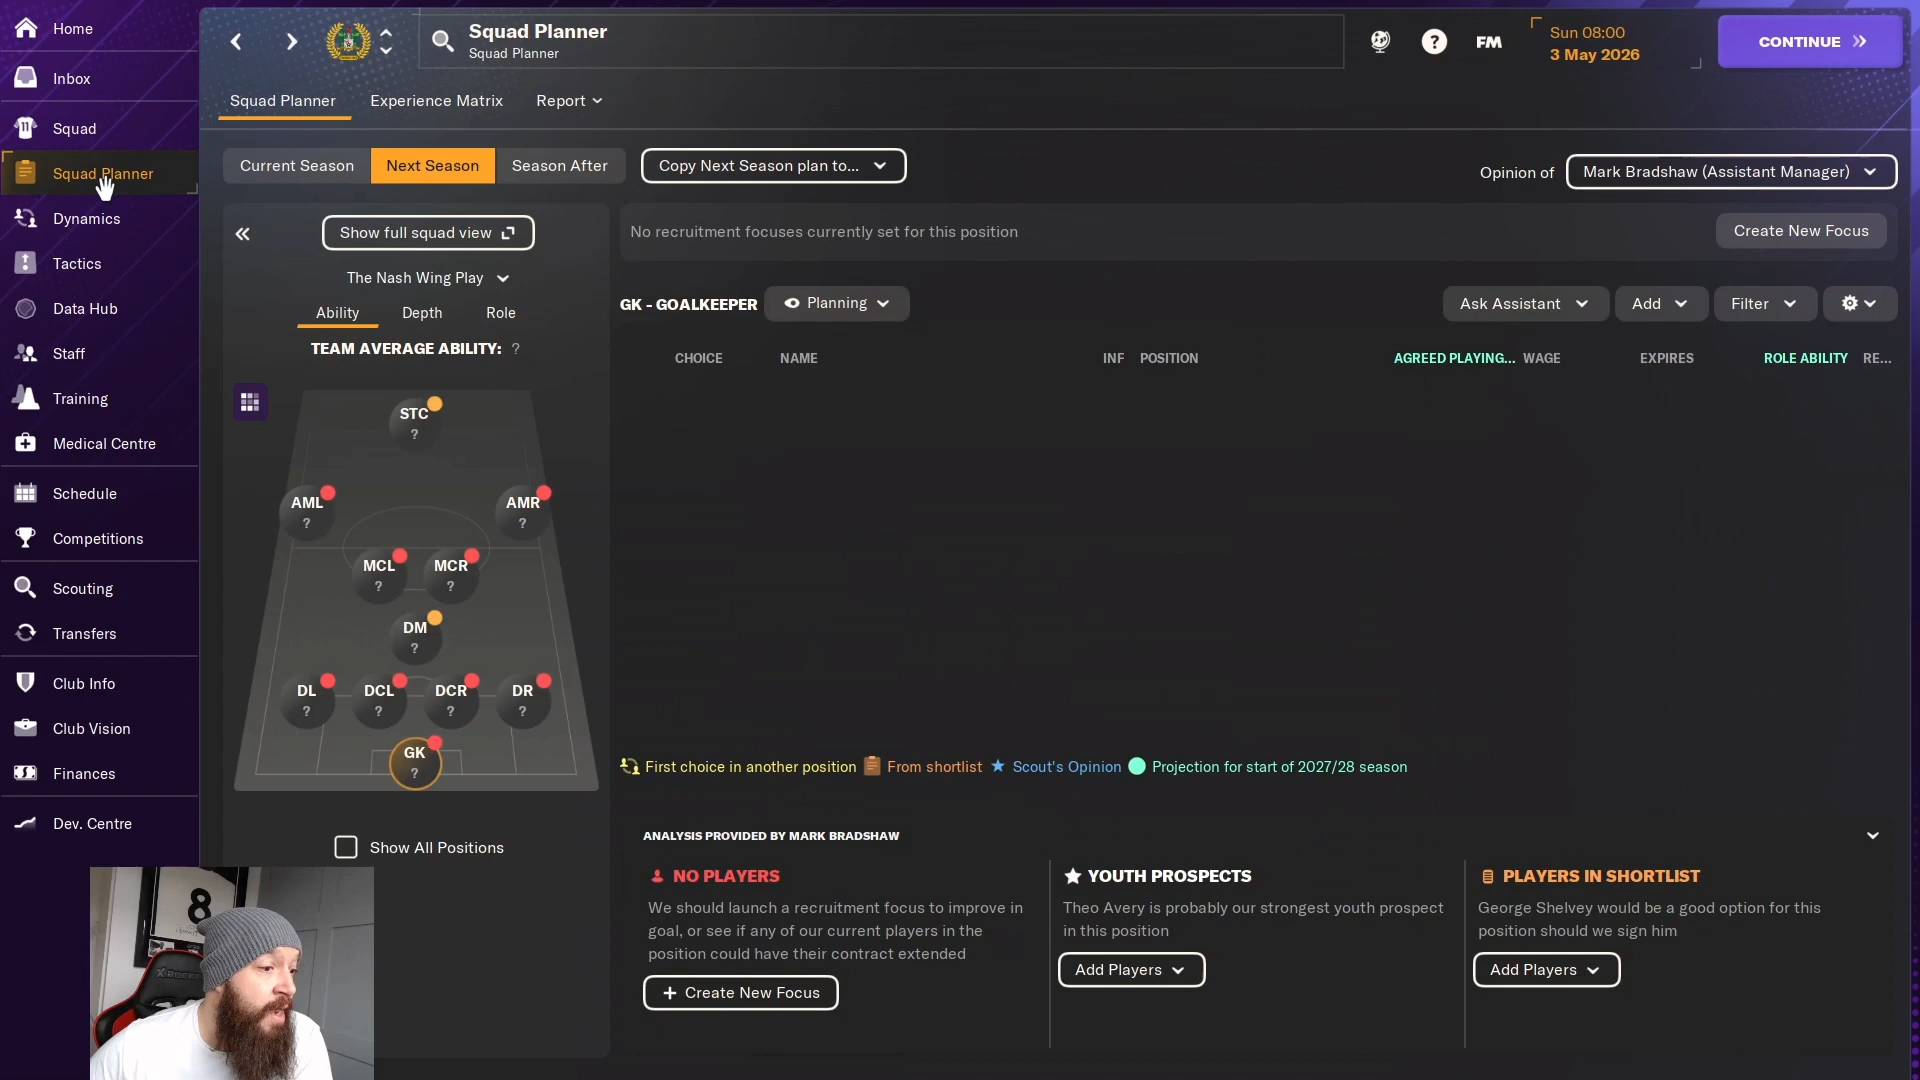 Home
Inbox
Squad
Squad Planner
Dynamics
Tactics
Data Hub
Staff
Training
Medical Centre
Schedule
Competitions
Scouting
Transfers
Club Info
Club Vision
Finances
Dev. Centre
Squad Planner
Squad Planner
FM
Sun 08:00
3 May 2026
CONTINUE
Squad Planner Experience Matrix Report
Current Season Next Season Season After Copy Next Season plan to...
Opinion of Mark Bradshaw (Assistant Manager)
Show full squad view
The Nash Wing Play
Ability Depth Role
TEAM AVERAGE ABILITY: ?
STC
?
AML AMR
? ?
MCL MCR
? ?
DM
?
DL DCL DCR DR
? ? ? ?
GK
?
Show All Positions
No recruitment focuses currently set for this position
Create New Focus
GK - GOALKEEPER Planning Ask Assistant Add Filter
CHOICE NAME INF POSITION AGREED PLAYING... WAGE EXPIRES ROLE ABILITY RE...
First choice in another position From shortlist Scout's Opinion Projection for start of 2027/28 season
ANALYSIS PROVIDED BY MARK BRADSHAW
NO PLAYERS
We should launch a recruitment focus to improve in
goal, or see if any of our current players in the
position could have their contract extended
+ Create New Focus
YOUTH PROSPECTS
Theo Avery is probably our strongest youth prospect
in this position
Add Players
PLAYERS IN SHORTLIST
George Shelvey would be a good option for this
position should we sign him
Add Players
8